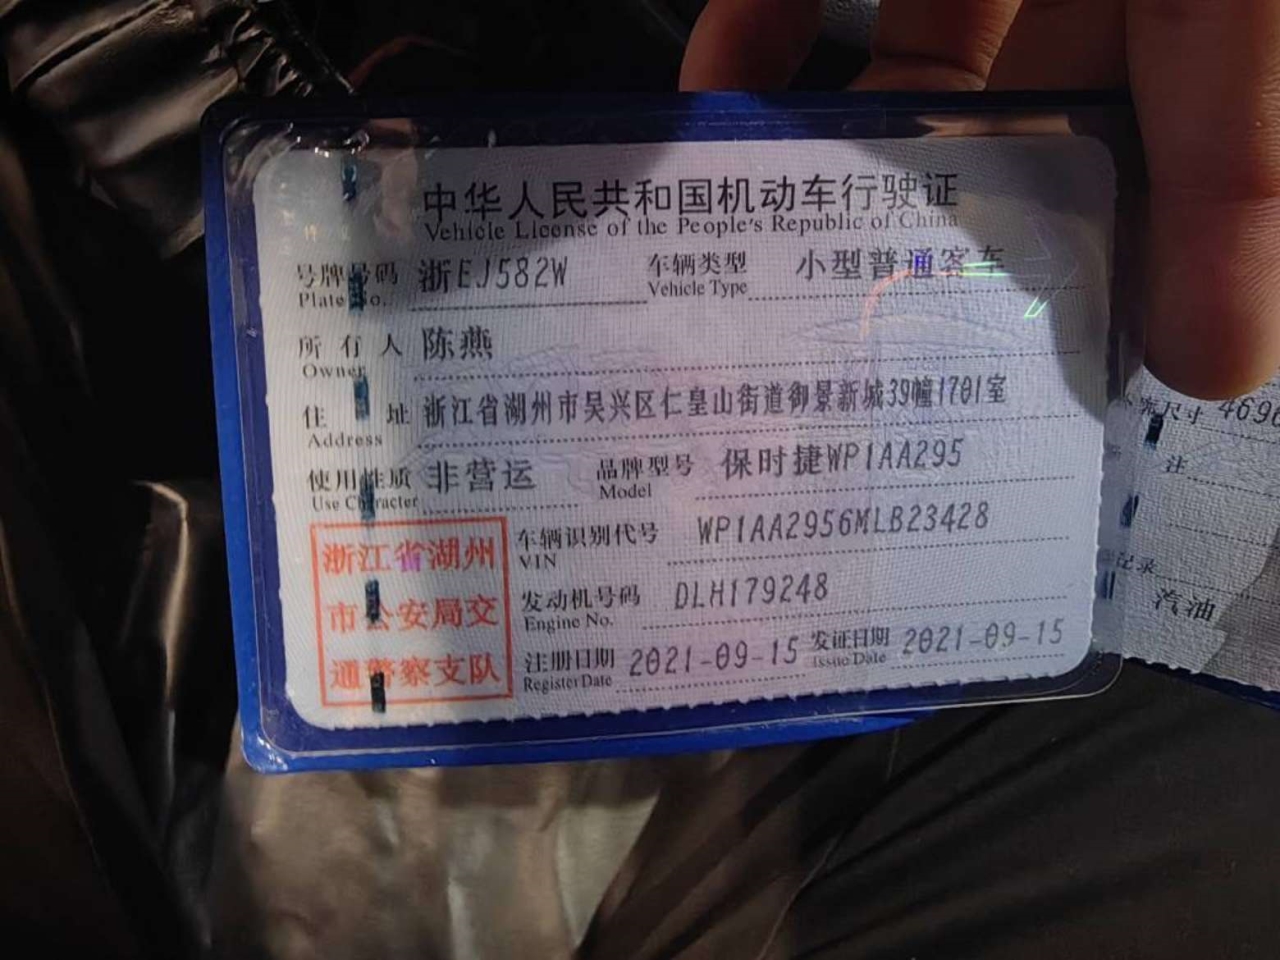 中华人民共和国机动车行驶证
Vehicle License of the People's Republic of China
号牌号码 浙EJ582W 车辆类型 小型普通客车
Plate No. Vehicle Type
所有人 陈燕
Owner
住址 浙江省湖州市吴兴区仁皇山街道御景新城39幢1701室
Address
使用性质 非营运 品牌型号 保时捷WP1AA295
Use Character Model
浙江省湖州
市公安局交
通警察支队
车辆识别代号 WP1AA2956MLB23428
VIN
发动机号码 DLH179248
Engine No.
注册日期 2021-09-15 发证日期 2021-09-15
Register Date Issue Date
尺寸 469
注
记录
汽油